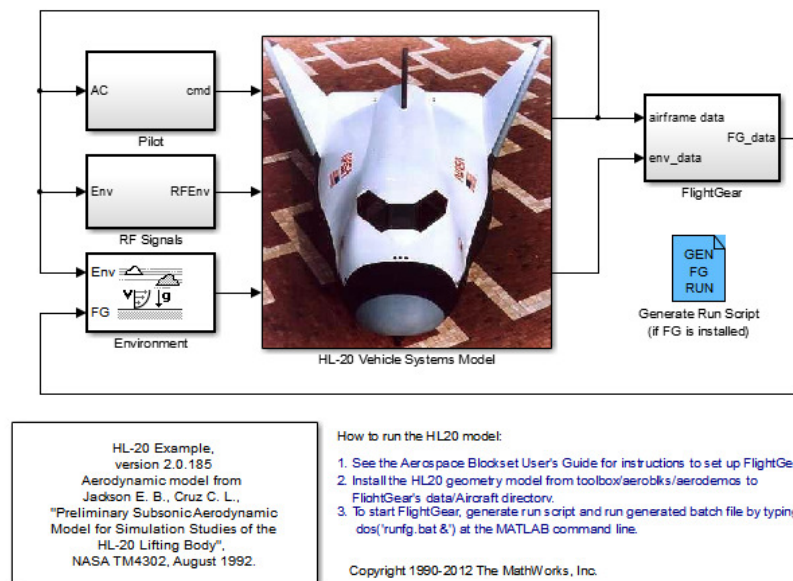 AC
cmd
Pilot
Env
RFEnv
RF Signals
Env
V
g
FG
Environment
HL-20 Vehicle Systems Model
airframe data
FG_data
env_data
FlightGear
GEN
FG
RUN
Generate Run Script
(if FG is installed)
HL-20 Example,
version 2.0.185
Aerodynamic model from
Jackson E. B., Cruz C. L.,
"Preliminary Subsonic Aerodynamic
Model for Simulation Studies of the
HL-20 Lifting Body",
NASA TM4302, August 1992.
How to run the HL20 model:
1. See the Aerospace Blockset User's Guide for instructions to set up FlightGe
2. Install the HL20 geometry model from toolbox/aeroblks/aerodemos to
FlightGear's data/Aircraft directory.
3. To start FlightGear, generate run script and run generated batch file by typing
dos('runfg.bat &') at the MATLAB command line.
Copyright 1990-2012 The MathWorks, Inc.